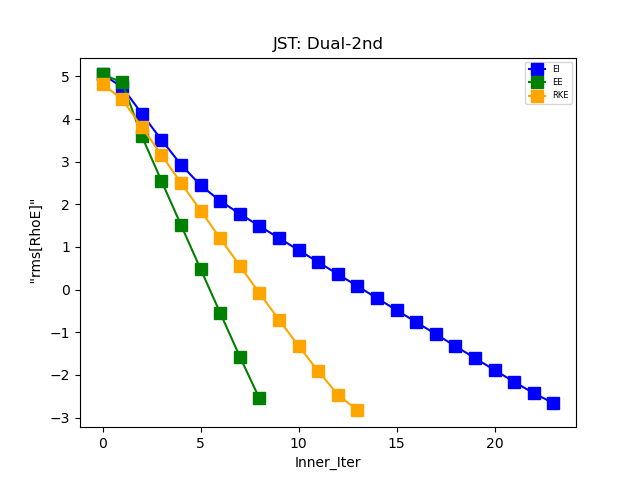 JST: Dual-2nd
EI
EE
RKE
"rms[RhoE]"
5
4
3
2
1
0
−1
−2
−3
0 5 10 15 20
Inner_Iter